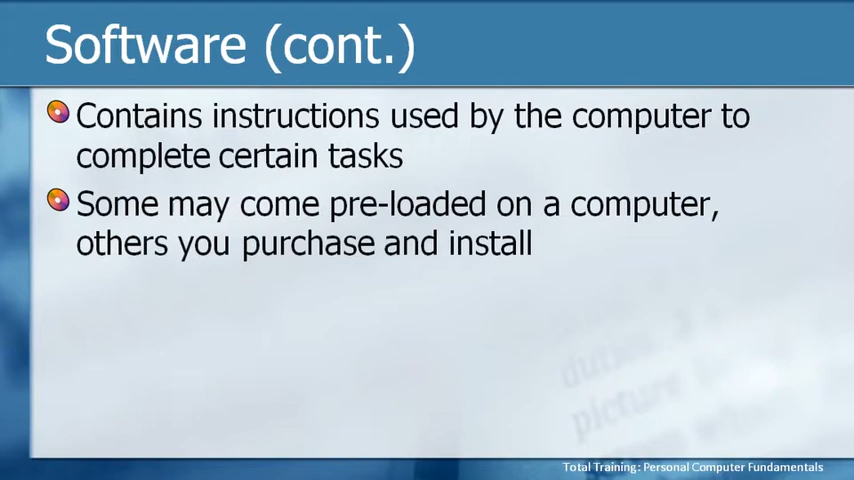 Software (cont.)
Contains instructions used by the computer to
complete certain tasks
Some may come pre-loaded on a computer,
others you purchase and install
picture
Total Training: Personal Computer Fundamentals